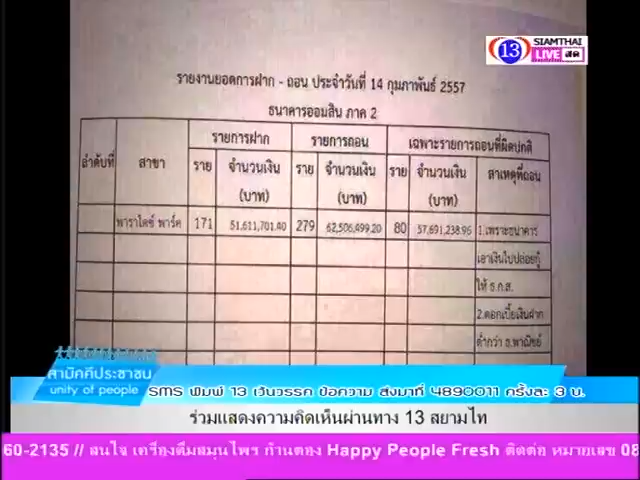 13 SIAMTHAI
LIVE สด
รายงานยอดการฝาก - ถอน ประจำวันที่ 14 กุมภาพันธ์ 2557
ธนาคารออมสิน ภาค 2
ลำดับที่ สาขา รายการฝาก รายการถอน เฉพาะรายการถอนที่ผิดปกติ
ราย จำนวนเงิน (บาท) ราย จำนวนเงิน (บาท) ราย จำนวนเงิน (บาท) สาเหตุที่ถอน
พาราไดซ์ พาร์ค 171 51,611,701.40 279 62,506,499.20 80 57,691,238.96 1.เพราะธนาคาร
เอาเงินไปปล่อยกู้
ให้ ธ.ก.ส.
2.ดอกเบี้ยเงินฝาก
ต่ำกว่า ธ.พาณิชย์
สามัคคีประชาชน
unity of people
SMS พิมพ์ 13 เว้นวรรค ข้อความ ส่งมาที่ 4890011 ครั้งละ 3 บ.
ร่วมแสดงความคิดเห็นผ่านทาง 13 สยามไท
60-2135 // สนใจ เครื่องดื่มสมุนไพร ก้านตอง Happy People Fresh ติดต่อ หมายเลข 08